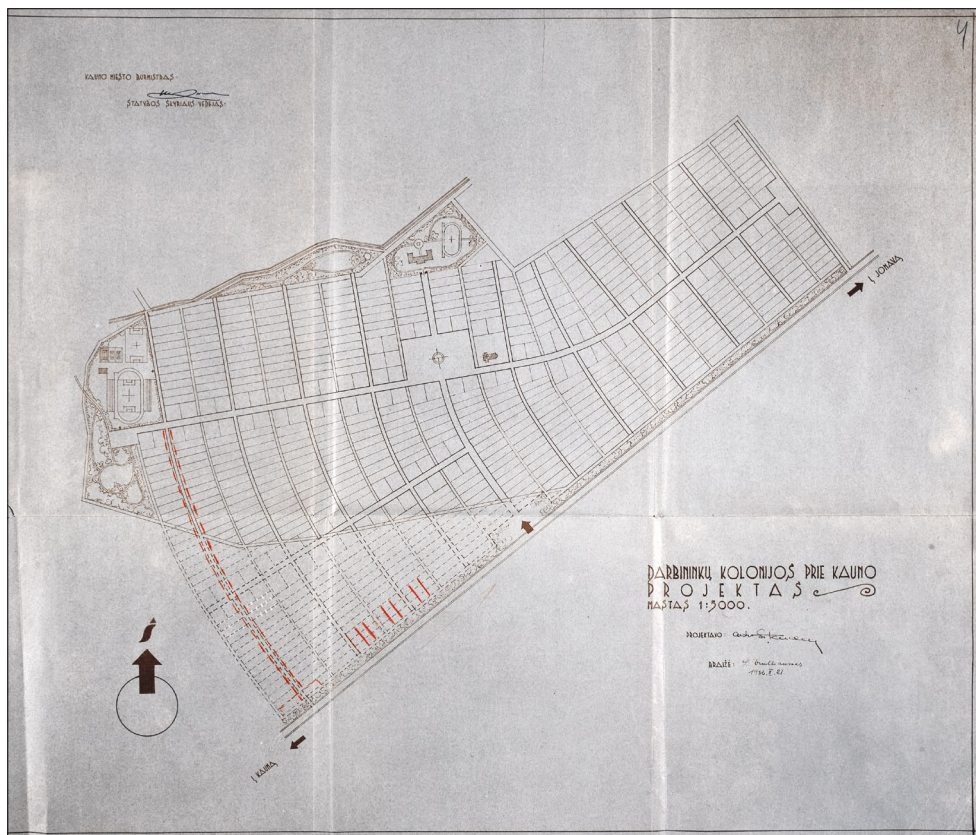 4
KAUNO MIESTO BURMISTRAS
STATYBOS SKYRIAUS VEDĖJAS
Į JONAVĄ
DARBININKŲ KOLONIJOS PRIE KAUNO
PROJEKTAS
MASTAS 1:5000.
PROJEKTAVO:
BRAIŽĖ:
Š
Į KAUNĄ